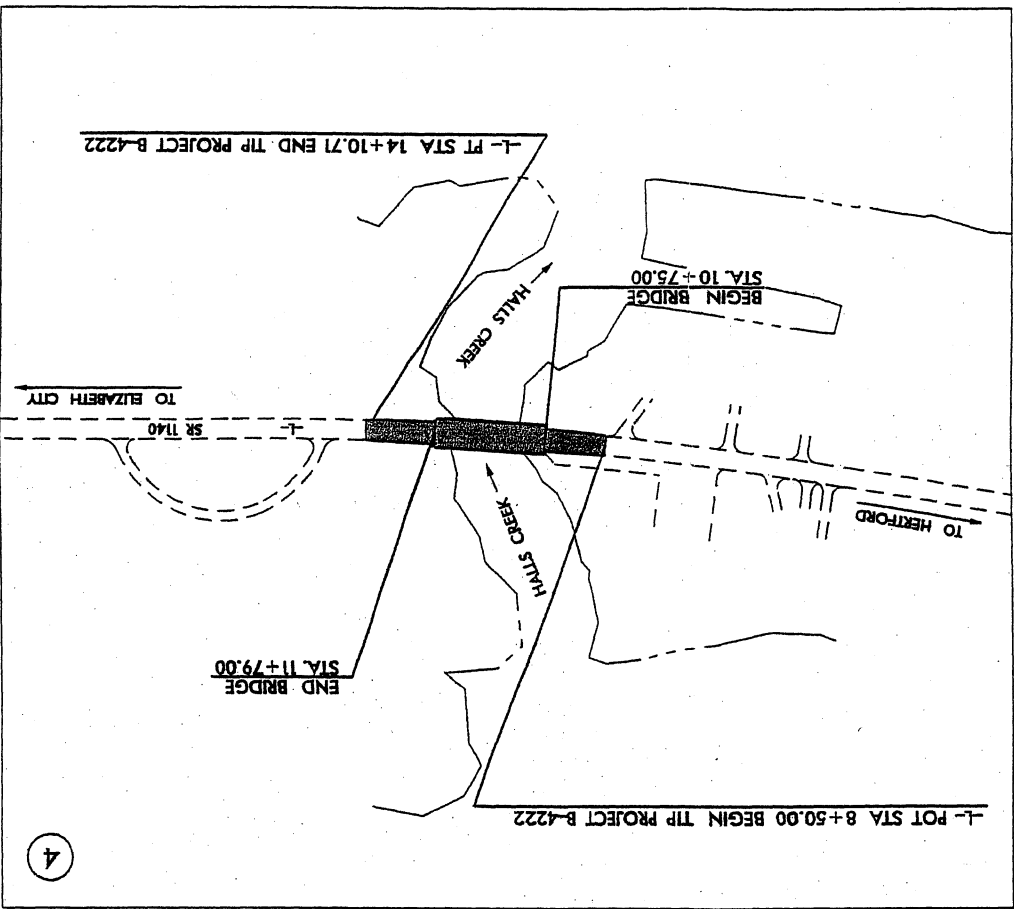 4
-L- POT STA 8+50.00 BEGIN TIP PROJECT B-4222
END BRIDGE
STA. 11+79.00
HALLS CREEK
TO HERTFORD
-L- SR 1140
TO ELIZABETH CITY
HALLS CREEK
BEGIN BRIDGE
STA. 10+75.00
-L- PT STA 14+10.71 END TIP PROJECT B-4222